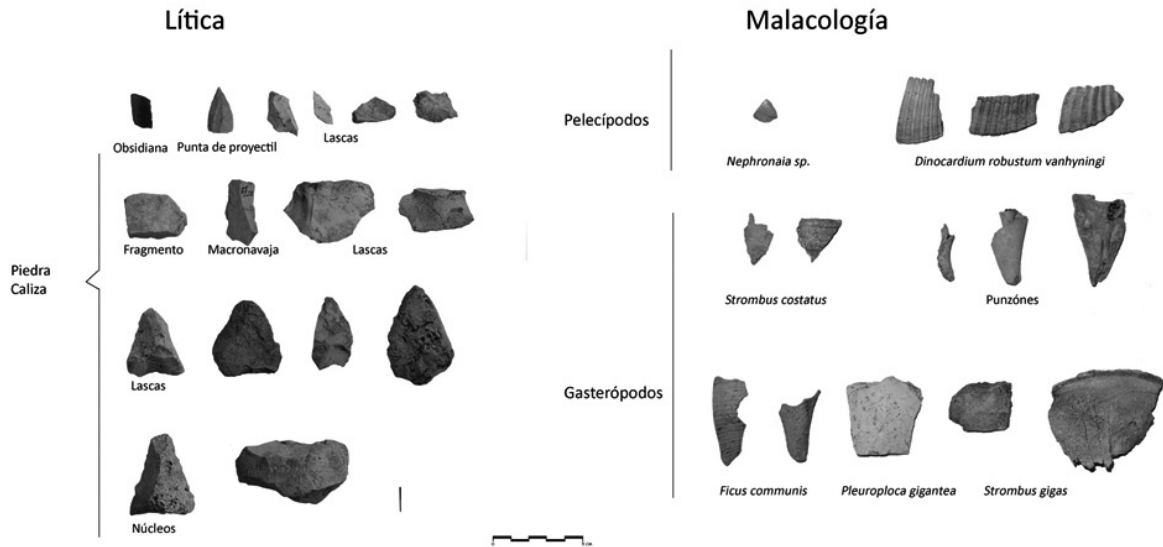 Lítica
Obsidiana
Punta de proyectil
Lascas
Piedra
Caliza
Fragmento
Macronavaja
Lascas
Lascas
Núcleos
Malacología
Pelecípodos
Nephronaia sp.
Dinocardium robustum vanhyningi
Gasterópodos
Strombus costatus
Punzónes
Ficus communis
Pleuroploca gigantea
Strombus gigas